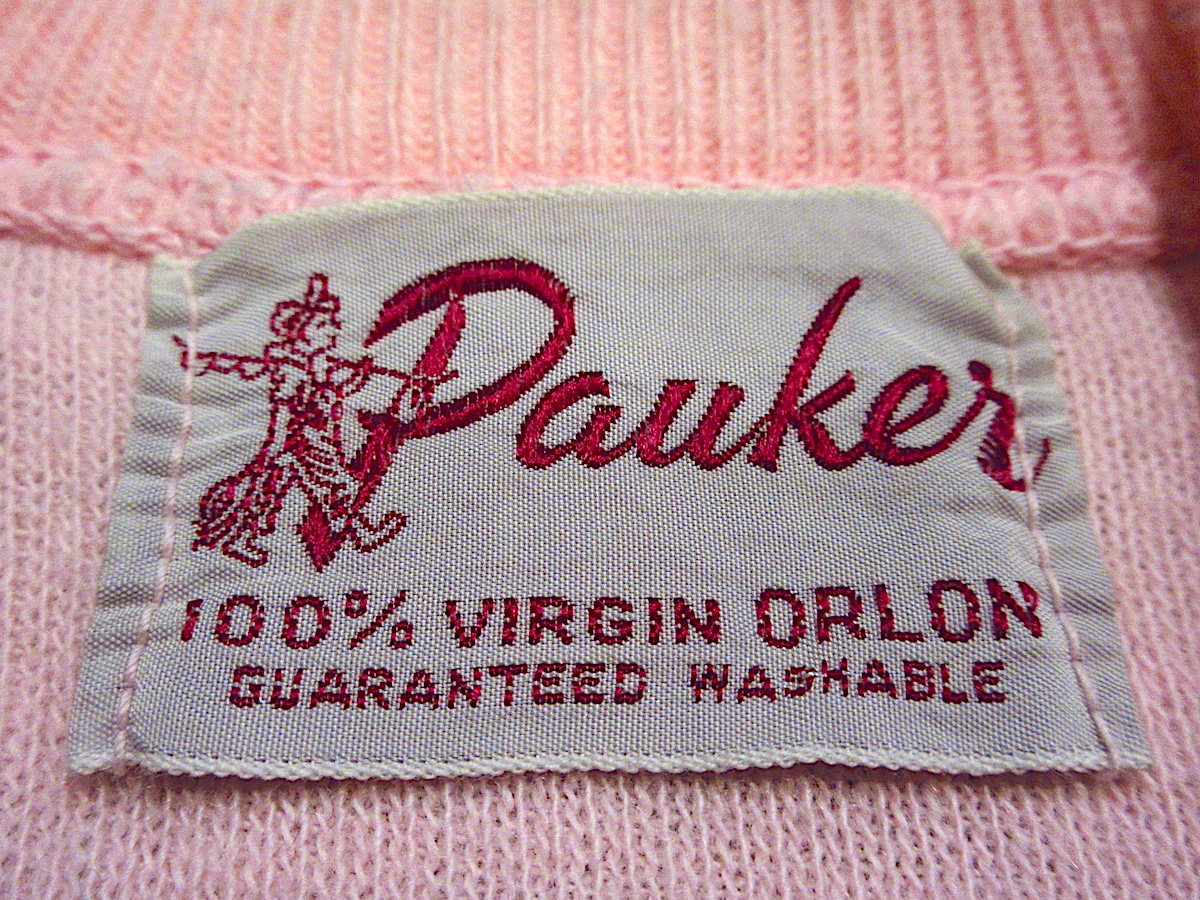 Pauker
100% VIRGIN ORLON
GUARANTEED WASHABLE